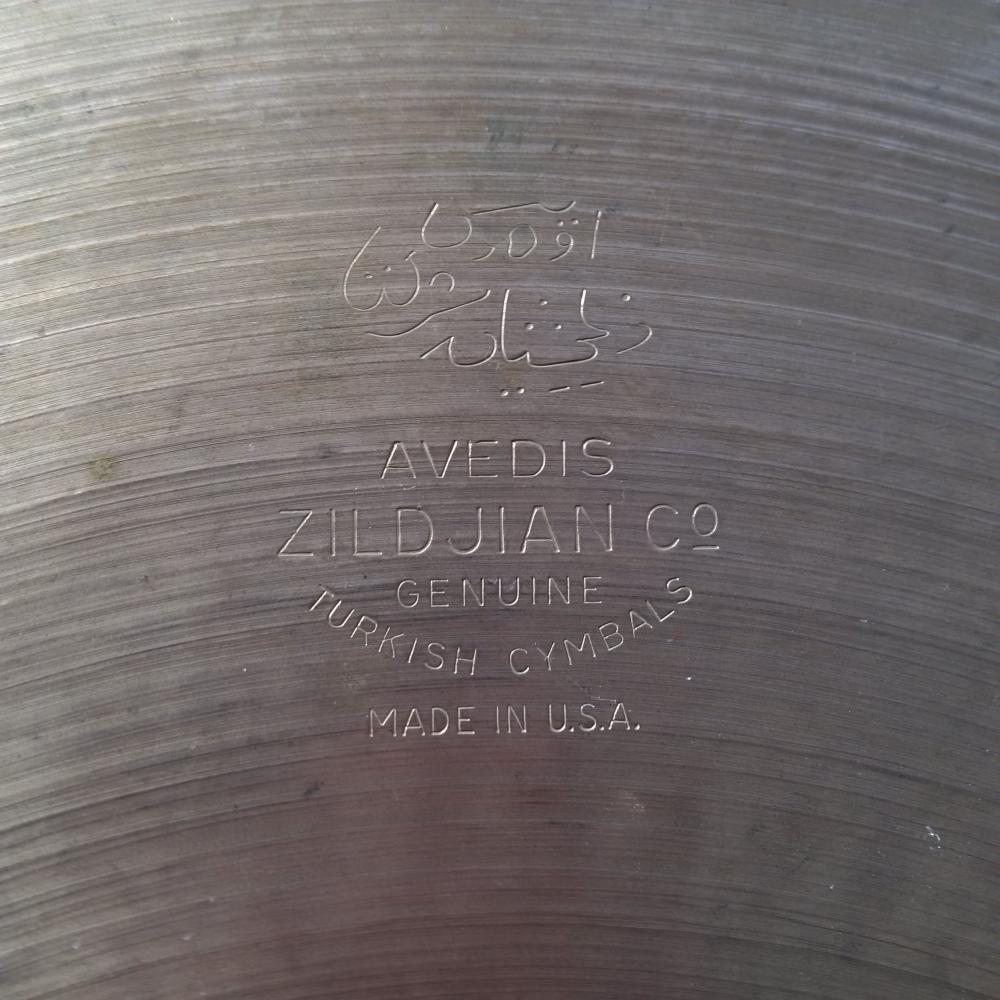 AVEDIS
ZILDJIAN Cº
GENUINE
TURKISH CYMBALS
MADE IN U.S.A.